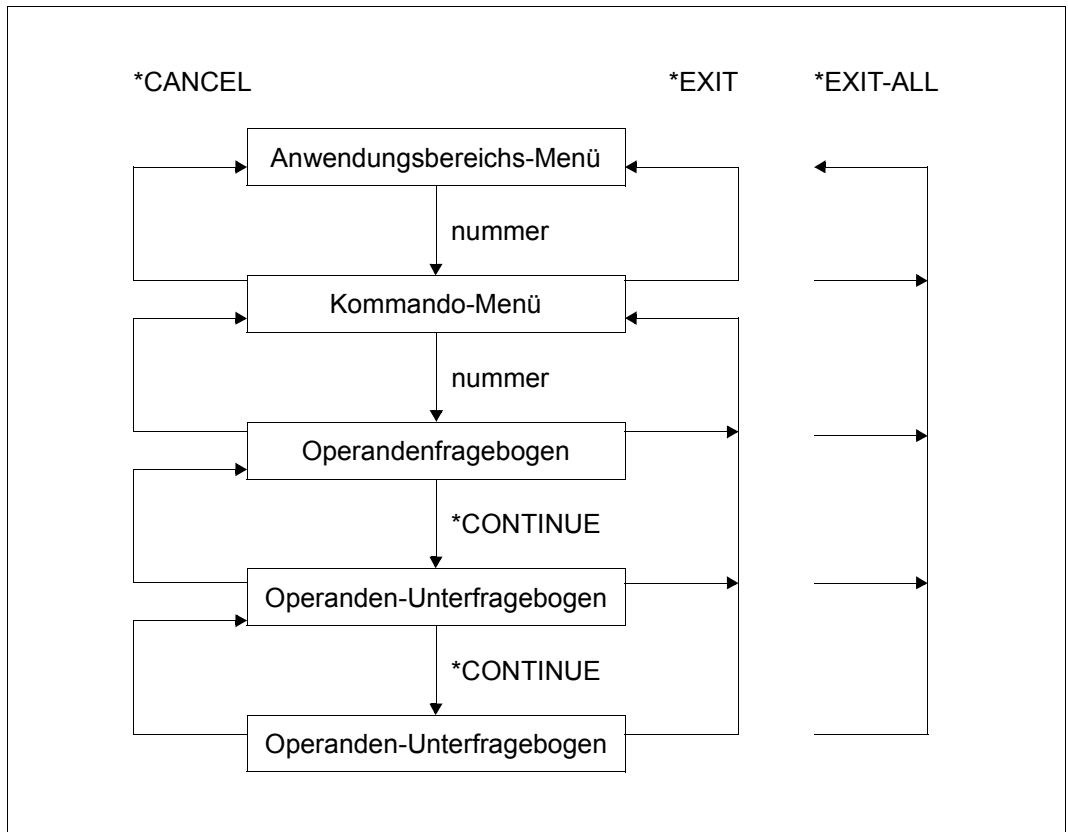 *CANCEL *EXIT *EXIT-ALL
Anwendungsbereichs-Menü
nummer
Kommando-Menü
nummer
Operandenfragebogen
*CONTINUE
Operanden-Unterfragebogen
*CONTINUE
Operanden-Unterfragebogen